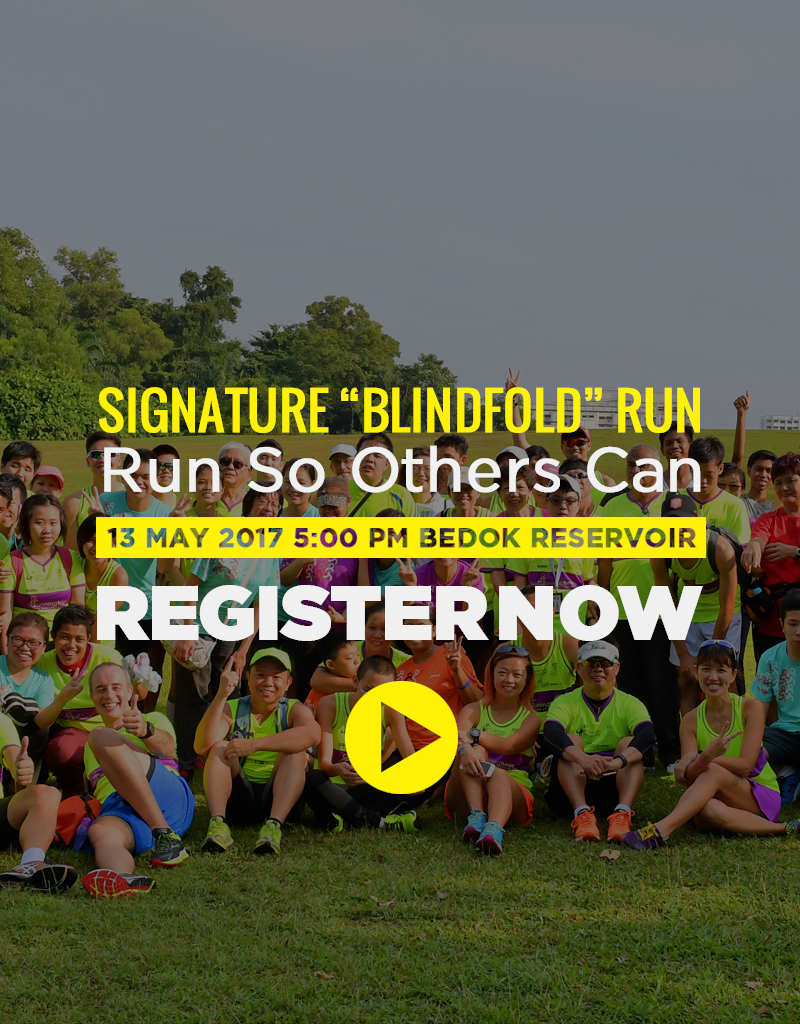 SIGNATURE “BLINDFOLD” RUN
Run So Others Can
13 MAY 2017 5:00 PM BEDOK RESERVOIR
REGISTER NOW